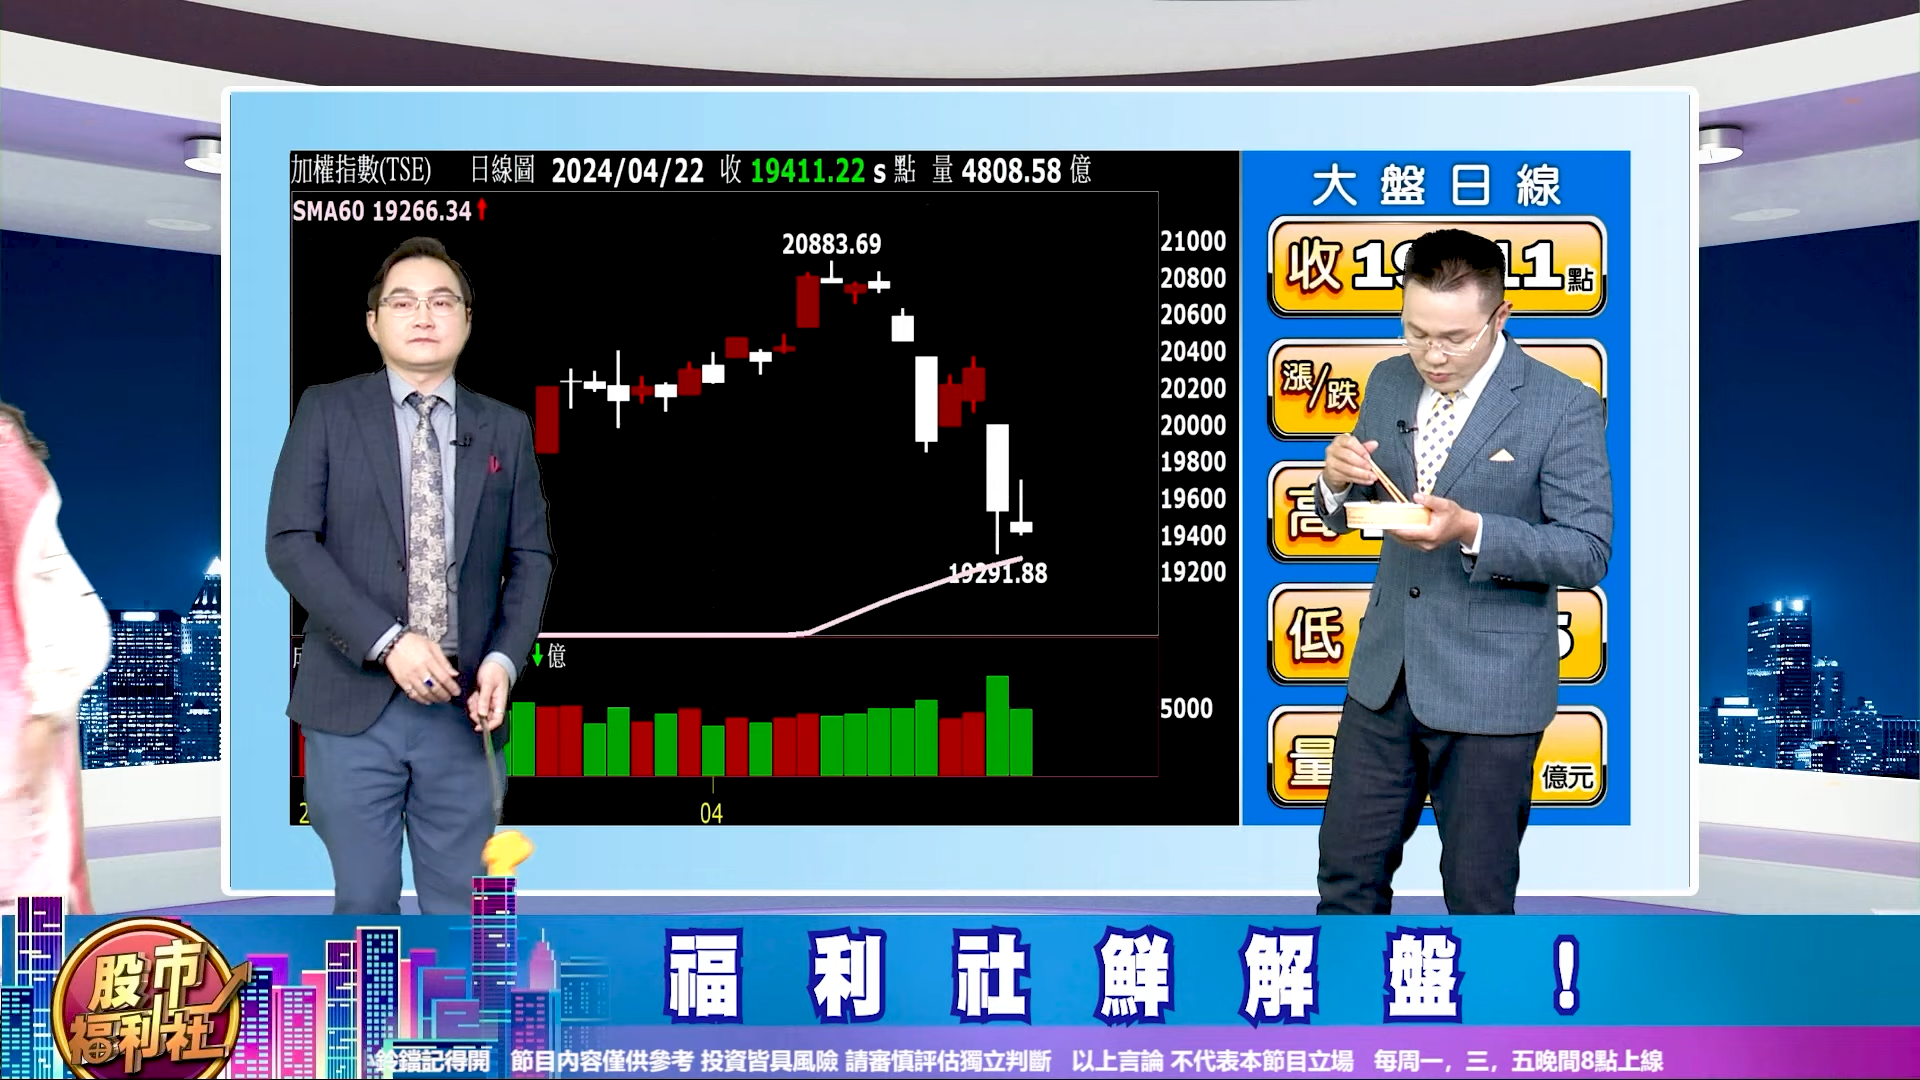 加權指數(TSE) 日線圖 2024/04/22 收 19411.22 s 點 量 4808.58 億
SMA60 19266.34↑
20883.69
21000
20800
20600
20400
20200
20000
19800
19600
19400
19200
19291.88
↓億
5000
04
大盤日線
收 19 11 點
漲/跌
高
低
量 億元
福利社鮮解盤!
股市
福利社
鈴鐺記得開 節目內容僅供參考 投資皆具風險 請審慎評估獨立判斷 以上言論 不代表本節目立場 每周一, 三, 五晚間8點上線